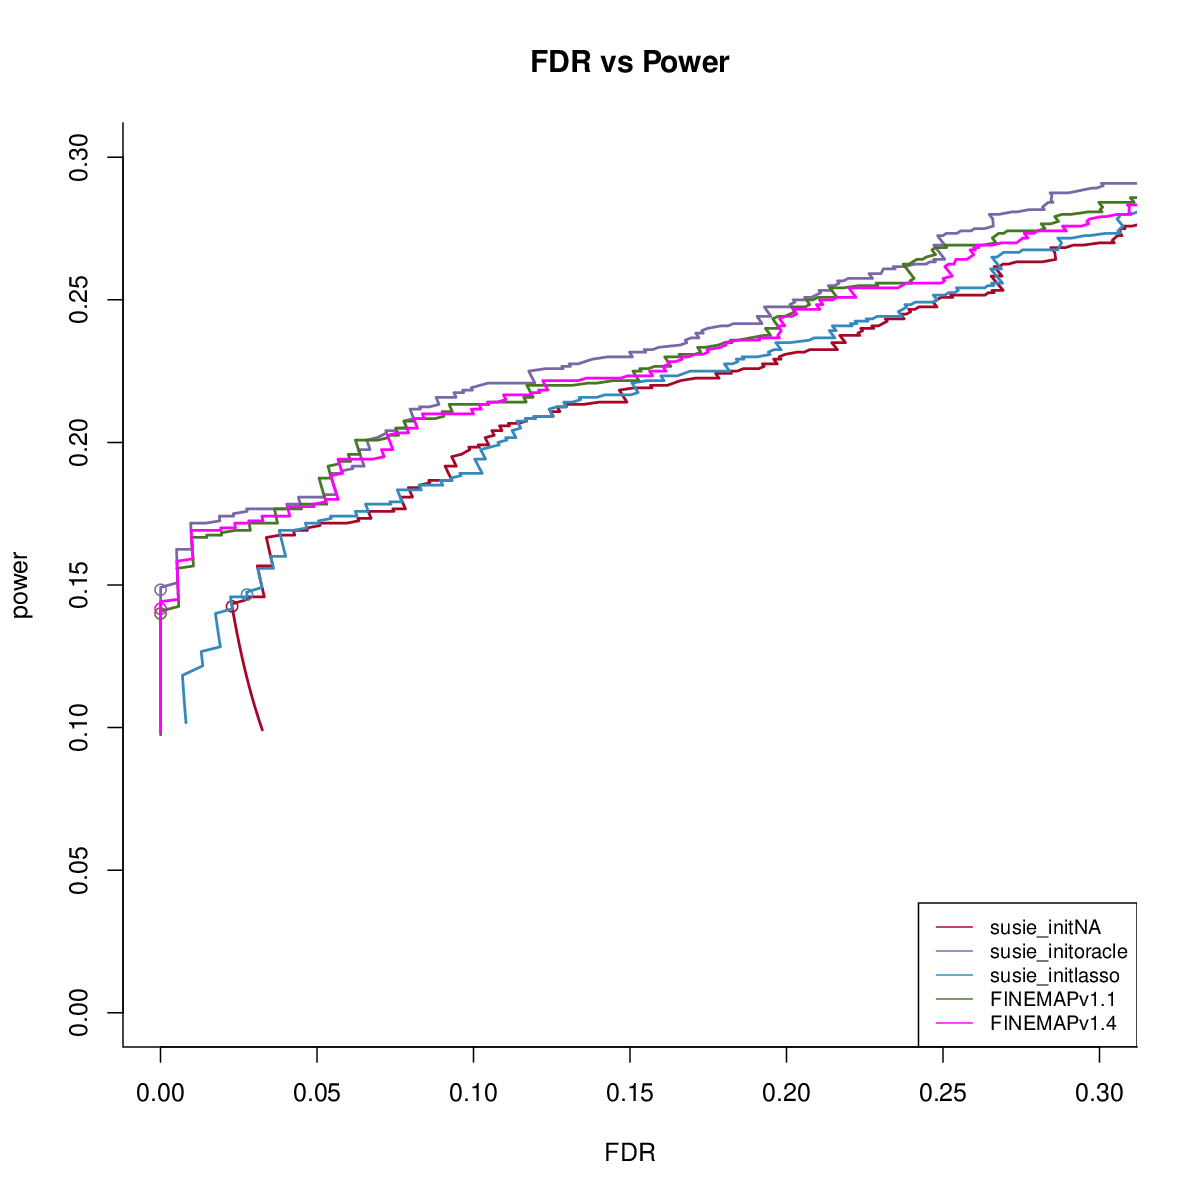 FDR vs Power
power
0.30
0.25
0.20
0.15
0.10
0.05
0.00
susie_initNA
susie_initoracle
susie_initlasso
FINEMAPv1.1
FINEMAPv1.4
0.00 0.05 0.10 0.15 0.20 0.25 0.30
FDR